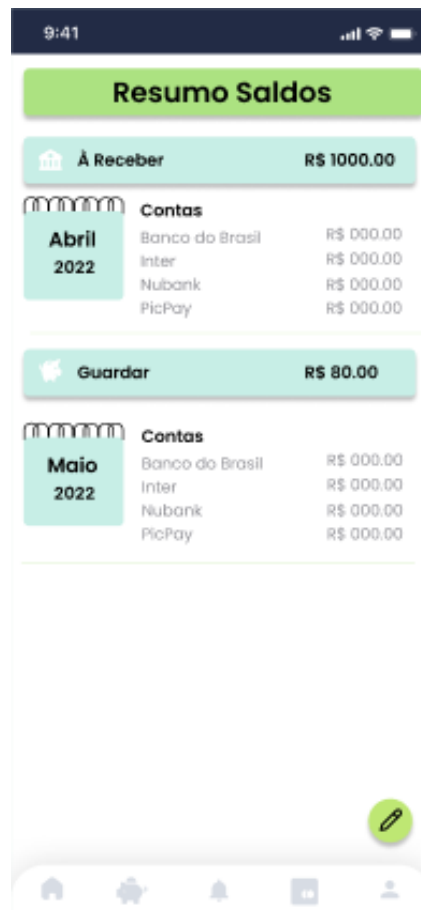 9:41
Resumo Saldos
À Receber R$ 1000.00
Abril
2022
Contas
Banco do Brasil R$ 000.00
Inter R$ 000.00
Nubank R$ 000.00
PicPay R$ 000.00
Guardar R$ 80.00
Maio
2022
Contas
Banco do Brasil R$ 000.00
Inter R$ 000.00
Nubank R$ 000.00
PicPay R$ 000.00